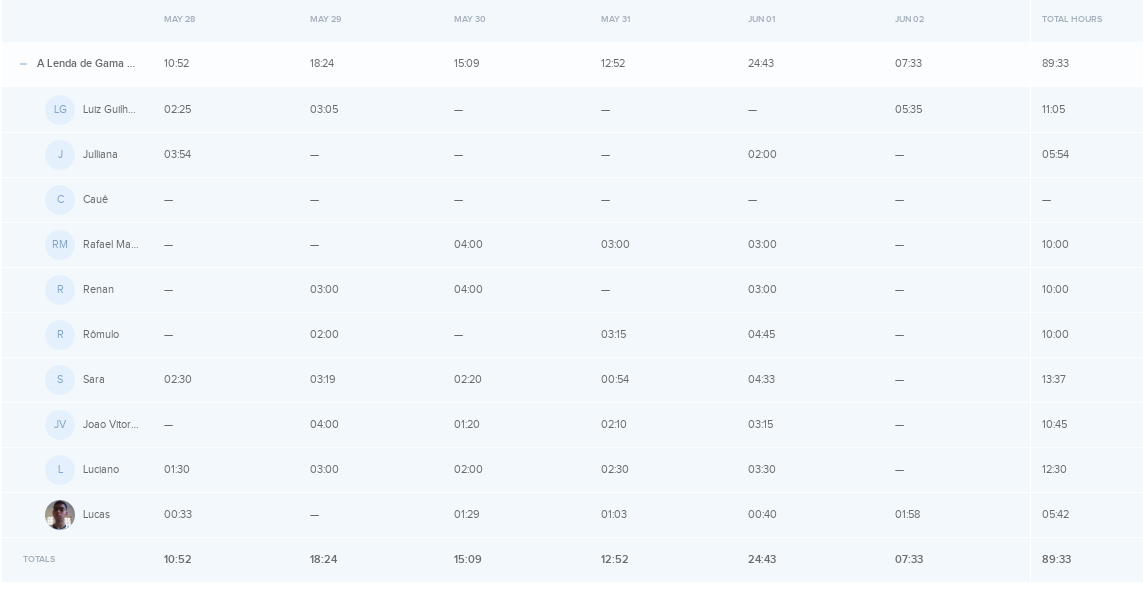 MAY 28 MAY 29 MAY 30 MAY 31 JUN 01 JUN 02 TOTAL HOURS
— A Lenda de Gama ... 10:52 18:24 15:09 12:52 24:43 07:33 89:33
LG Luiz Guilh... 02:25 03:05 — — — 05:35 11:05
J Julliana 03:54 — — — 02:00 — 05:54
C Cauê — — — — — — —
RM Rafael Ma... — — 04:00 03:00 03:00 — 10:00
R Renan — 03:00 04:00 — 03:00 — 10:00
R Rômulo — 02:00 — 03:15 04:45 — 10:00
S Sara 02:30 03:19 02:20 00:54 04:33 — 13:37
JV Joao Vitor... — 04:00 01:20 02:10 03:15 — 10:45
L Luciano 01:30 03:00 02:00 02:30 03:30 — 12:30
Lucas 00:33 — 01:29 01:03 00:40 01:58 05:42
TOTALS 10:52 18:24 15:09 12:52 24:43 07:33 89:33